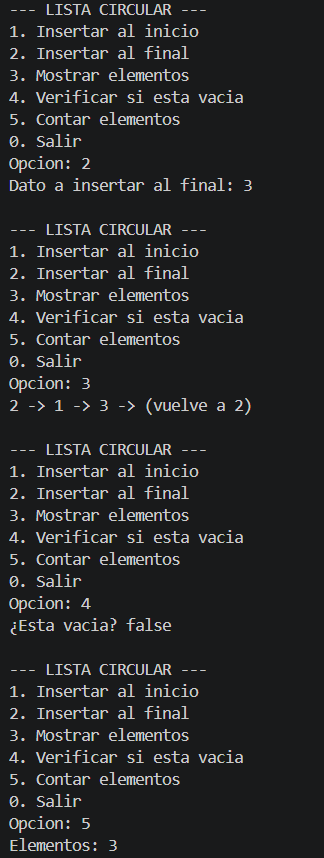 --- LISTA CIRCULAR ---
1. Insertar al inicio
2. Insertar al final
3. Mostrar elementos
4. Verificar si esta vacia
5. Contar elementos
0. Salir
Opcion: 2
Dato a insertar al final: 3

--- LISTA CIRCULAR ---
1. Insertar al inicio
2. Insertar al final
3. Mostrar elementos
4. Verificar si esta vacia
5. Contar elementos
0. Salir
Opcion: 3
2 -> 1 -> 3 -> (vuelve a 2)

--- LISTA CIRCULAR ---
1. Insertar al inicio
2. Insertar al final
3. Mostrar elementos
4. Verificar si esta vacia
5. Contar elementos
0. Salir
Opcion: 4
¿Esta vacia? false

--- LISTA CIRCULAR ---
1. Insertar al inicio
2. Insertar al final
3. Mostrar elementos
4. Verificar si esta vacia
5. Contar elementos
0. Salir
Opcion: 5
Elementos: 3